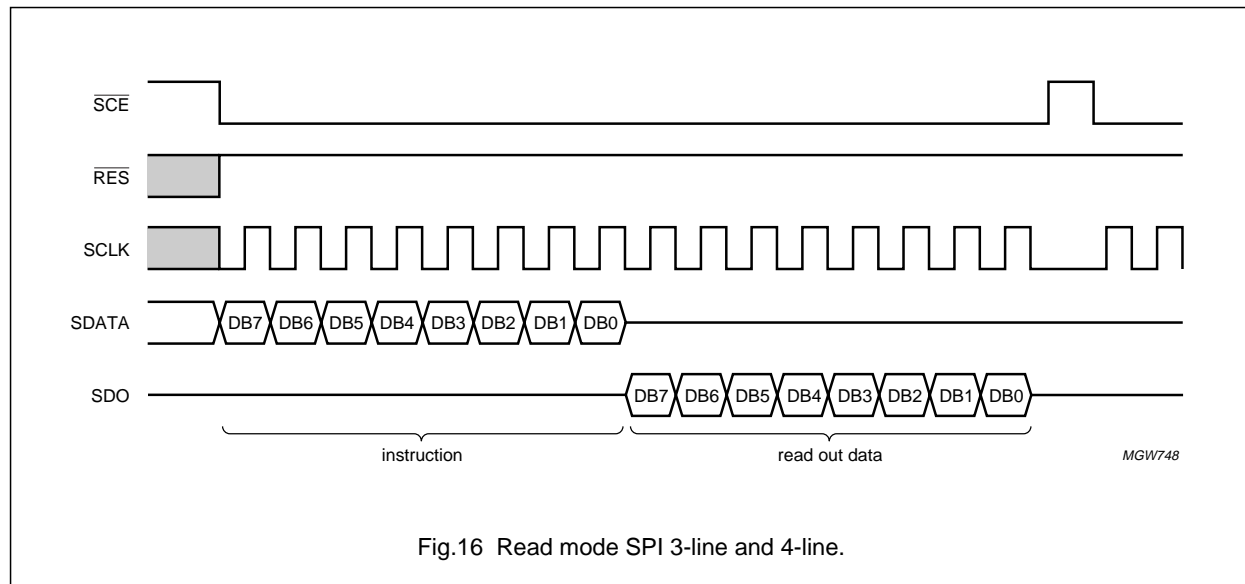 SCE
RES
SCLK
SDATA DB7 DB6 DB5 DB4 DB3 DB2 DB1 DB0
SDO DB7 DB6 DB5 DB4 DB3 DB2 DB1 DB0
instruction read out data MGW748
Fig.16 Read mode SPI 3-line and 4-line.